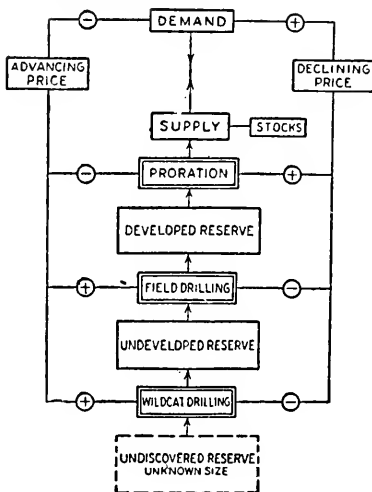 − DEMAND +
ADVANCING
PRICE
DECLINING
PRICE
SUPPLY STOCKS
− PRORATION +
DEVELOPED RESERVE
+ FIELD DRILLING −
UNDEVELOPED RESERVE
+ WILDCAT DRILLING −
UNDISCOVERED RESERVE
UNKNOWN SIZE